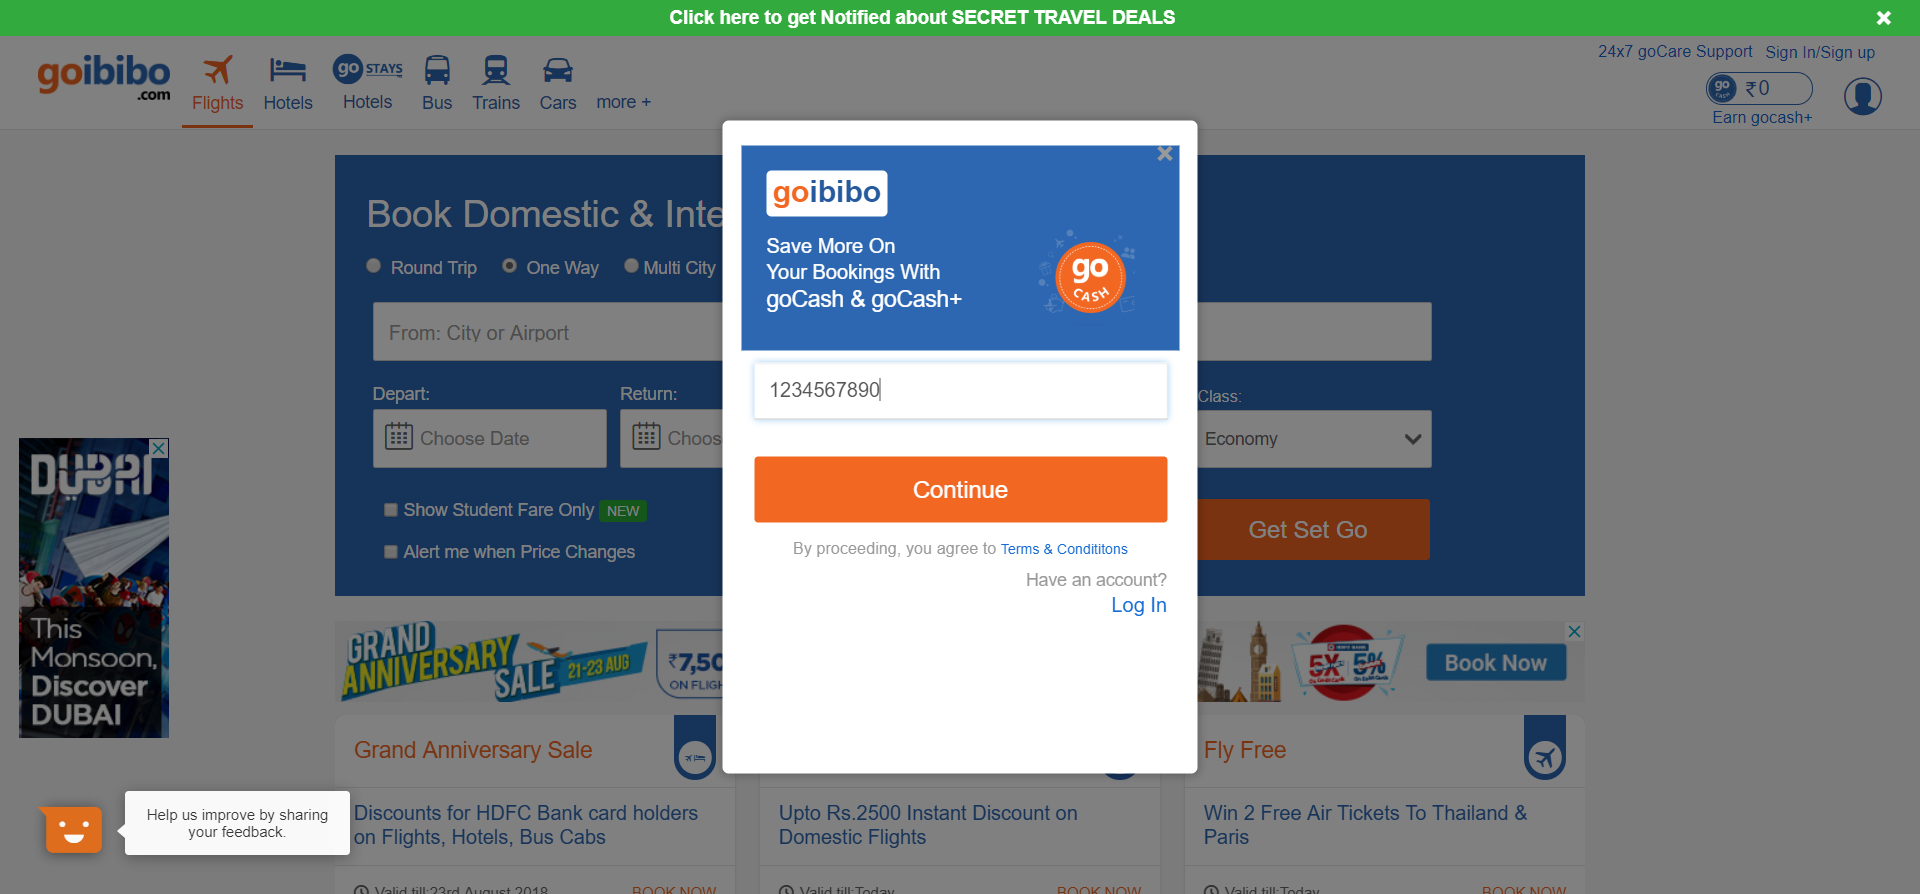 Click here to get Notified about SECRET TRAVEL DEALS
goibibo
.com
Flights
Hotels
go STAYS
Hotels
Bus
Trains
Cars
more +
24x7 goCare Support
Sign In/Sign up
go
CASH
₹0
Earn gocash+
Book Domestic & Inte
Round Trip
One Way
Multi City
From: City or Airport
Depart:
Return:
Choose Date
Choos
Class:
Economy
Show Student Fare Only NEW
Alert me when Price Changes
Get Set Go
goibibo
Save More On
Your Bookings With
goCash & goCash+
go
CASH
1234567890
Continue
By proceeding, you agree to Terms & Condititons
Have an account?
Log In
DUBAI
This
Monsoon,
Discover
DUBAI
GRAND
ANNIVERSARY
SALE
21-23 AUG
₹7,50
ON FLIGH
5X 5%
Book Now
Grand Anniversary Sale
Discounts for HDFC Bank card holders
on Flights, Hotels, Bus Cabs
Valid till:23rd August 2018
BOOK NOW
Upto Rs.2500 Instant Discount on
Domestic Flights
Valid till:Today
BOOK NOW
Fly Free
Win 2 Free Air Tickets To Thailand &
Paris
Valid till:Today
BOOK NOW
Help us improve by sharing
your feedback.